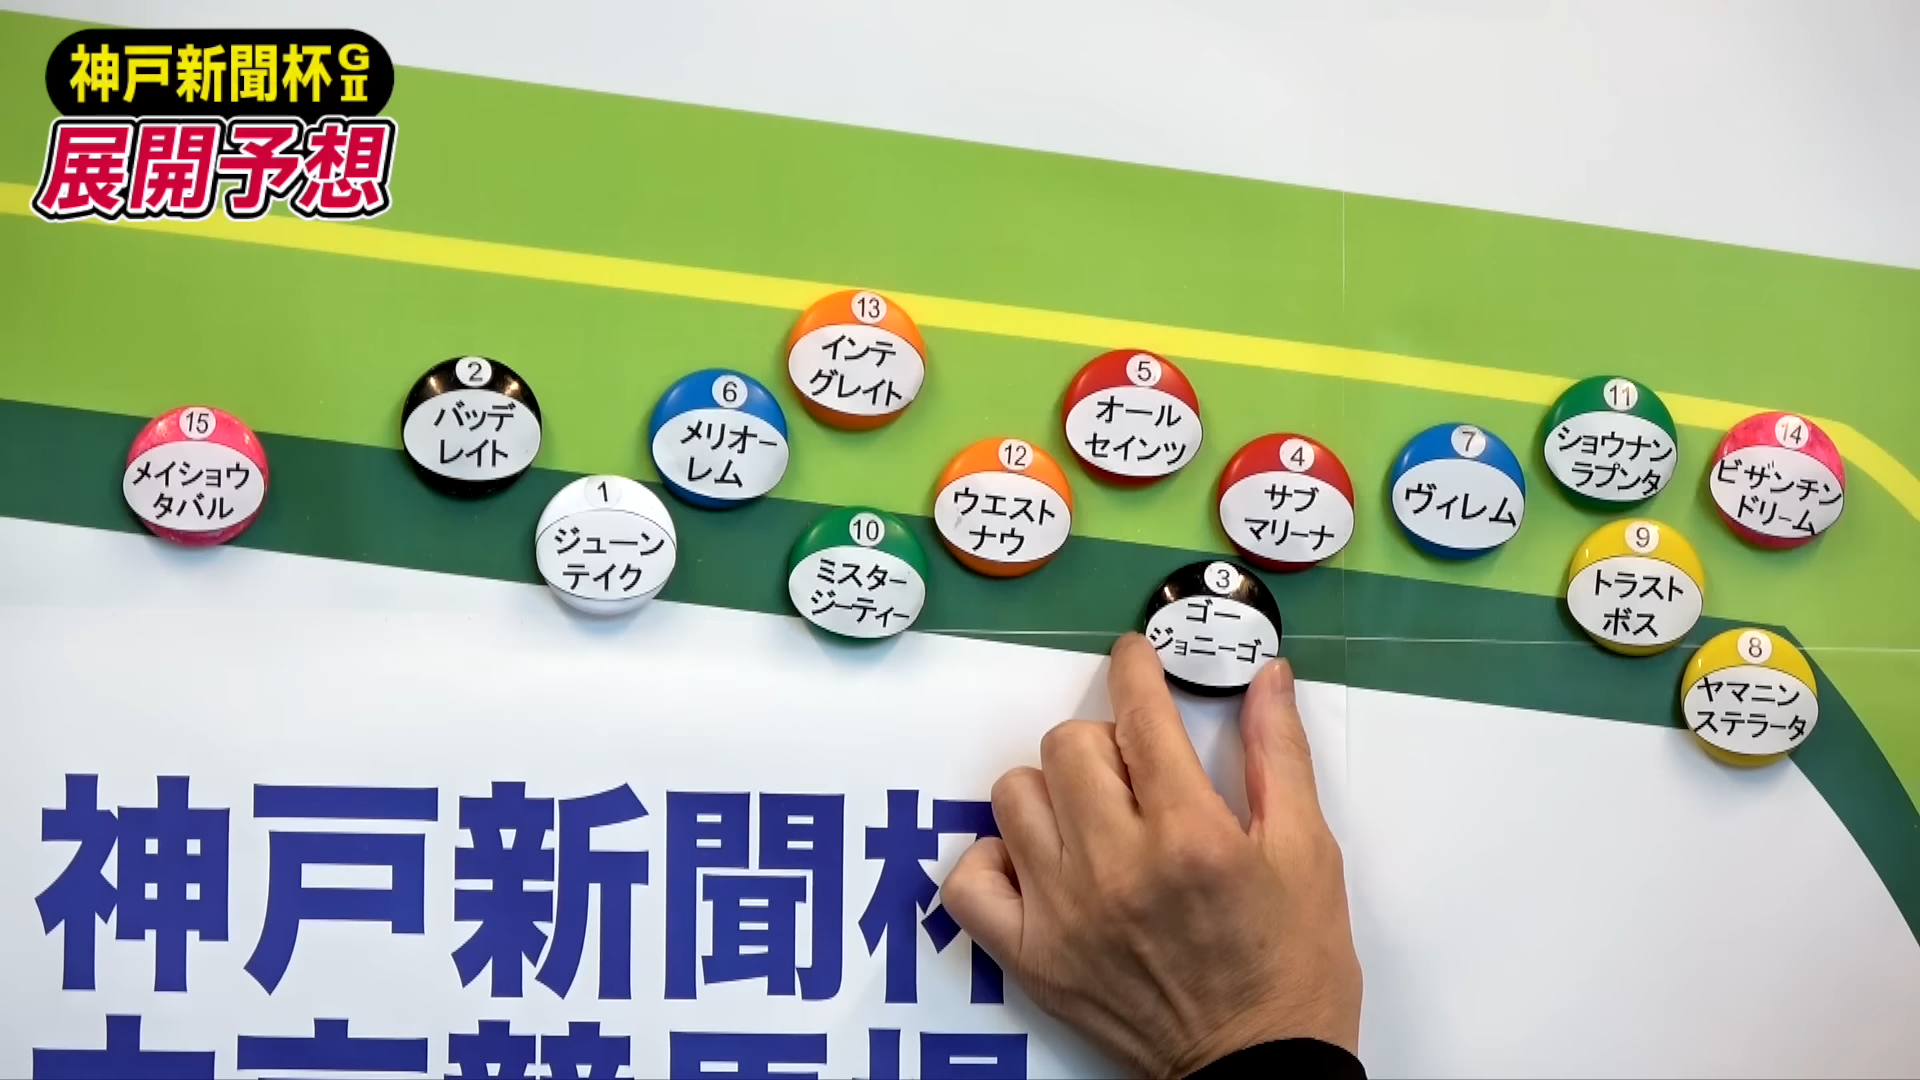 神戸新聞杯GⅡ
展開予想
15
メイショウ
タバル
2
バッデ
レイト
1
ジューン
テイク
6
メリオー
レム
13
インテ
グレイト
10
ミスター
ジーティー
12
ウエスト
ナウ
5
オール
セインツ
3
ゴー
ジョニーゴー
4
サブ
マリーナ
7
ヴィレム
11
ショウナン
ラプンタ
9
トラスト
ボス
14
ビザンチン
ドリーム
8
ヤマニン
ステラータ
神戸新聞杯